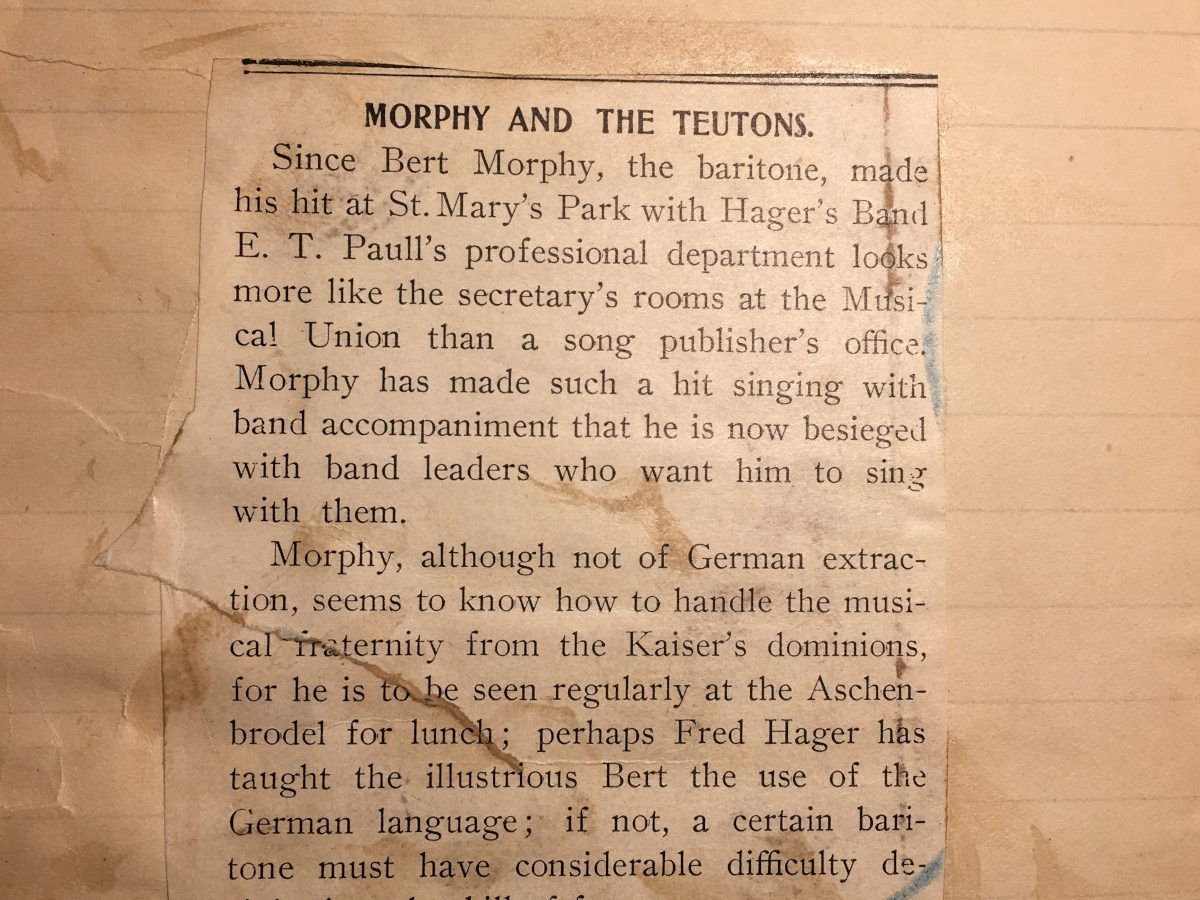 MORPHY AND THE TEUTONS.
Since Bert Morphy, the baritone, made
his hit at St. Mary's Park with Hager's Band
E. T. Paull's professional department looks
more like the secretary's rooms at the Musi-
cal Union than a song publisher's office.
Morphy has made such a hit singing with
band accompaniment that he is now besieged
with band leaders who want him to sing
with them.
Morphy, although not of German extrac-
tion, seems to know how to handle the musi-
cal fraternity from the Kaiser's dominions,
for he is to be seen regularly at the Aschen-
brodel for lunch; perhaps Fred Hager has
taught the illustrious Bert the use of the
German language; if not, a certain bari-
tone must have considerable difficulty de-